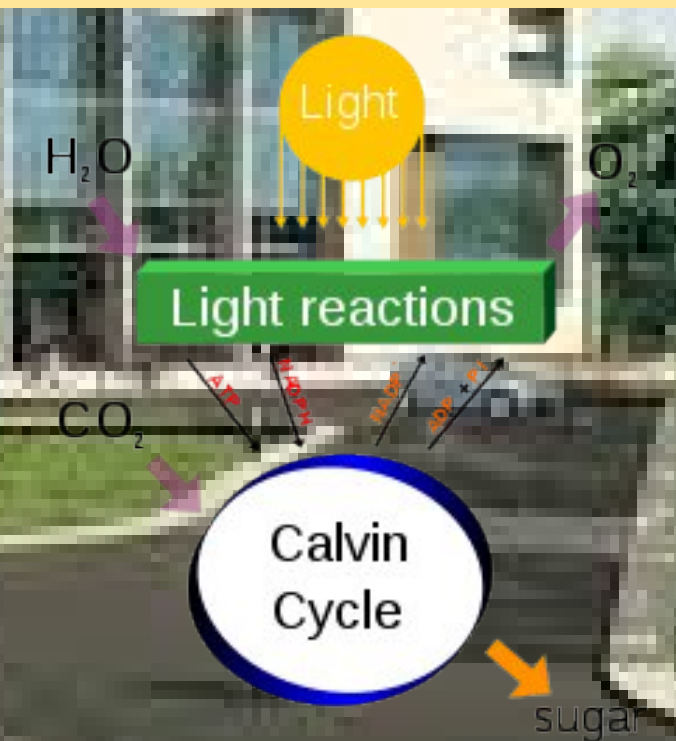 Light
H₂O
O₂
Light reactions
ATP
NADPH
NADP
ADP + Pi
CO₂
Calvin
Cycle
sugar